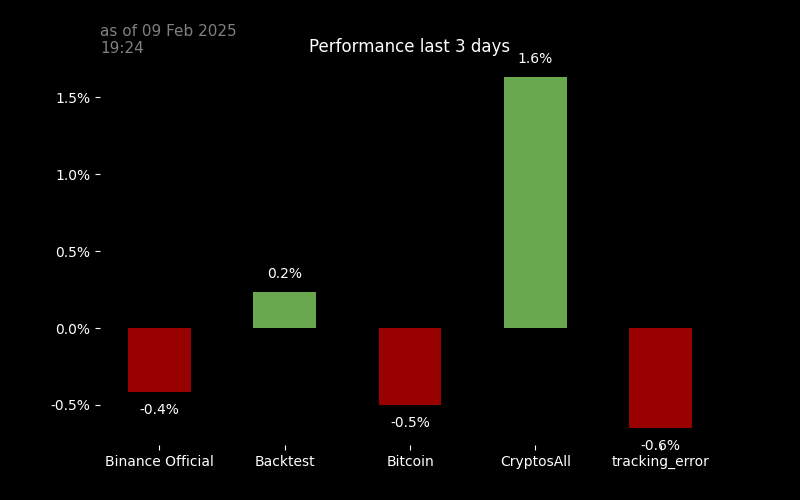 as of 09 Feb 2025
19:24
Performance last 3 days
1.6%
1.5%
1.0%
0.5%
0.2%
0.0%
-0.5%
-0.4%
-0.5%
-0.6%
Binance Official
Backtest
Bitcoin
CryptosAll
tracking_error